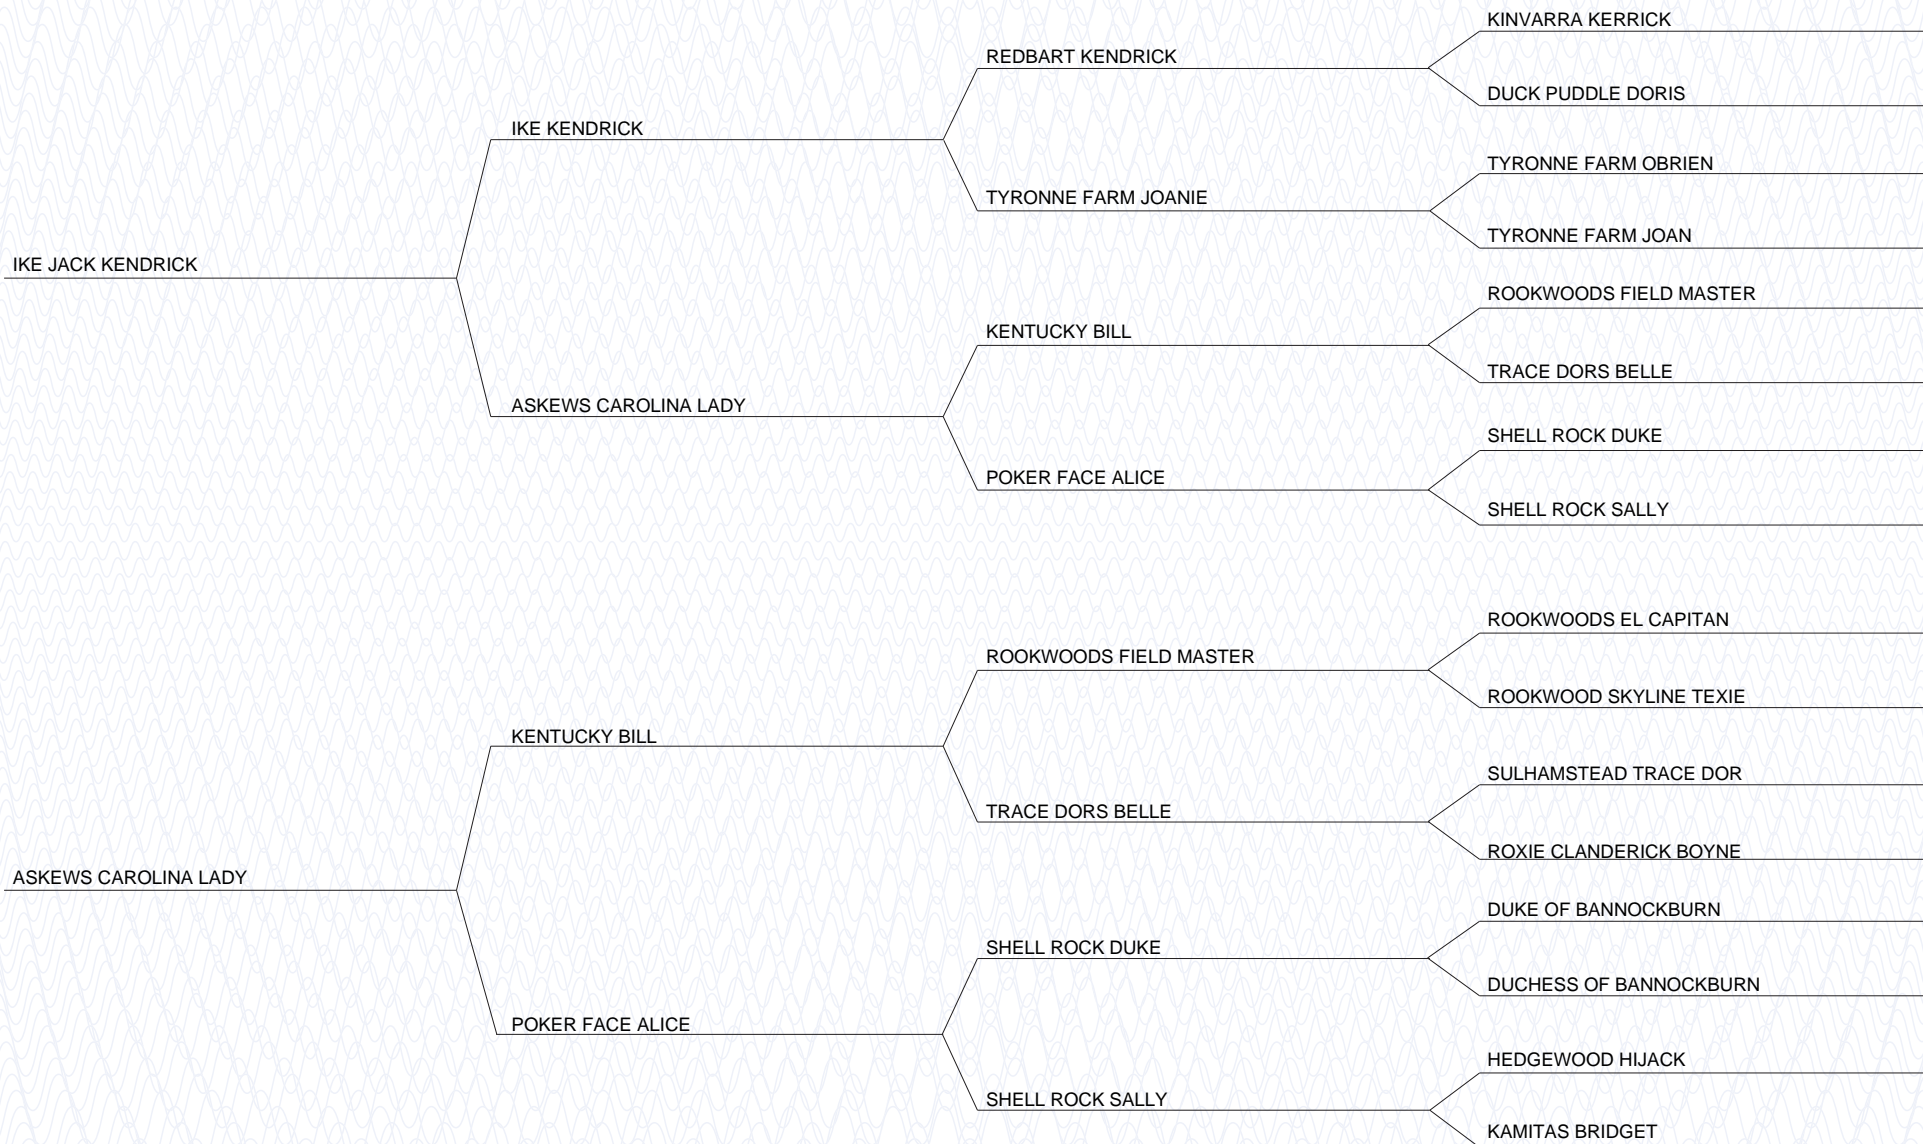 KINVARRA KERRICK
REDBART KENDRICK
DUCK PUDDLE DORIS
IKE KENDRICK
TYRONNE FARM OBRIEN
TYRONNE FARM JOANIE
TYRONNE FARM JOAN
IKE JACK KENDRICK
ROOKWOODS FIELD MASTER
KENTUCKY BILL
TRACE DORS BELLE
ASKEWS CAROLINA LADY
SHELL ROCK DUKE
POKER FACE ALICE
SHELL ROCK SALLY
ROOKWOODS EL CAPITAN
ROOKWOODS FIELD MASTER
ROOKWOOD SKYLINE TEXIE
KENTUCKY BILL
SULHAMSTEAD TRACE DOR
TRACE DORS BELLE
ROXIE CLANDERICK BOYNE
ASKEWS CAROLINA LADY
DUKE OF BANNOCKBURN
SHELL ROCK DUKE
DUCHESS OF BANNOCKBURN
POKER FACE ALICE
HEDGEWOOD HIJACK
SHELL ROCK SALLY
KAMITAS BRIDGET